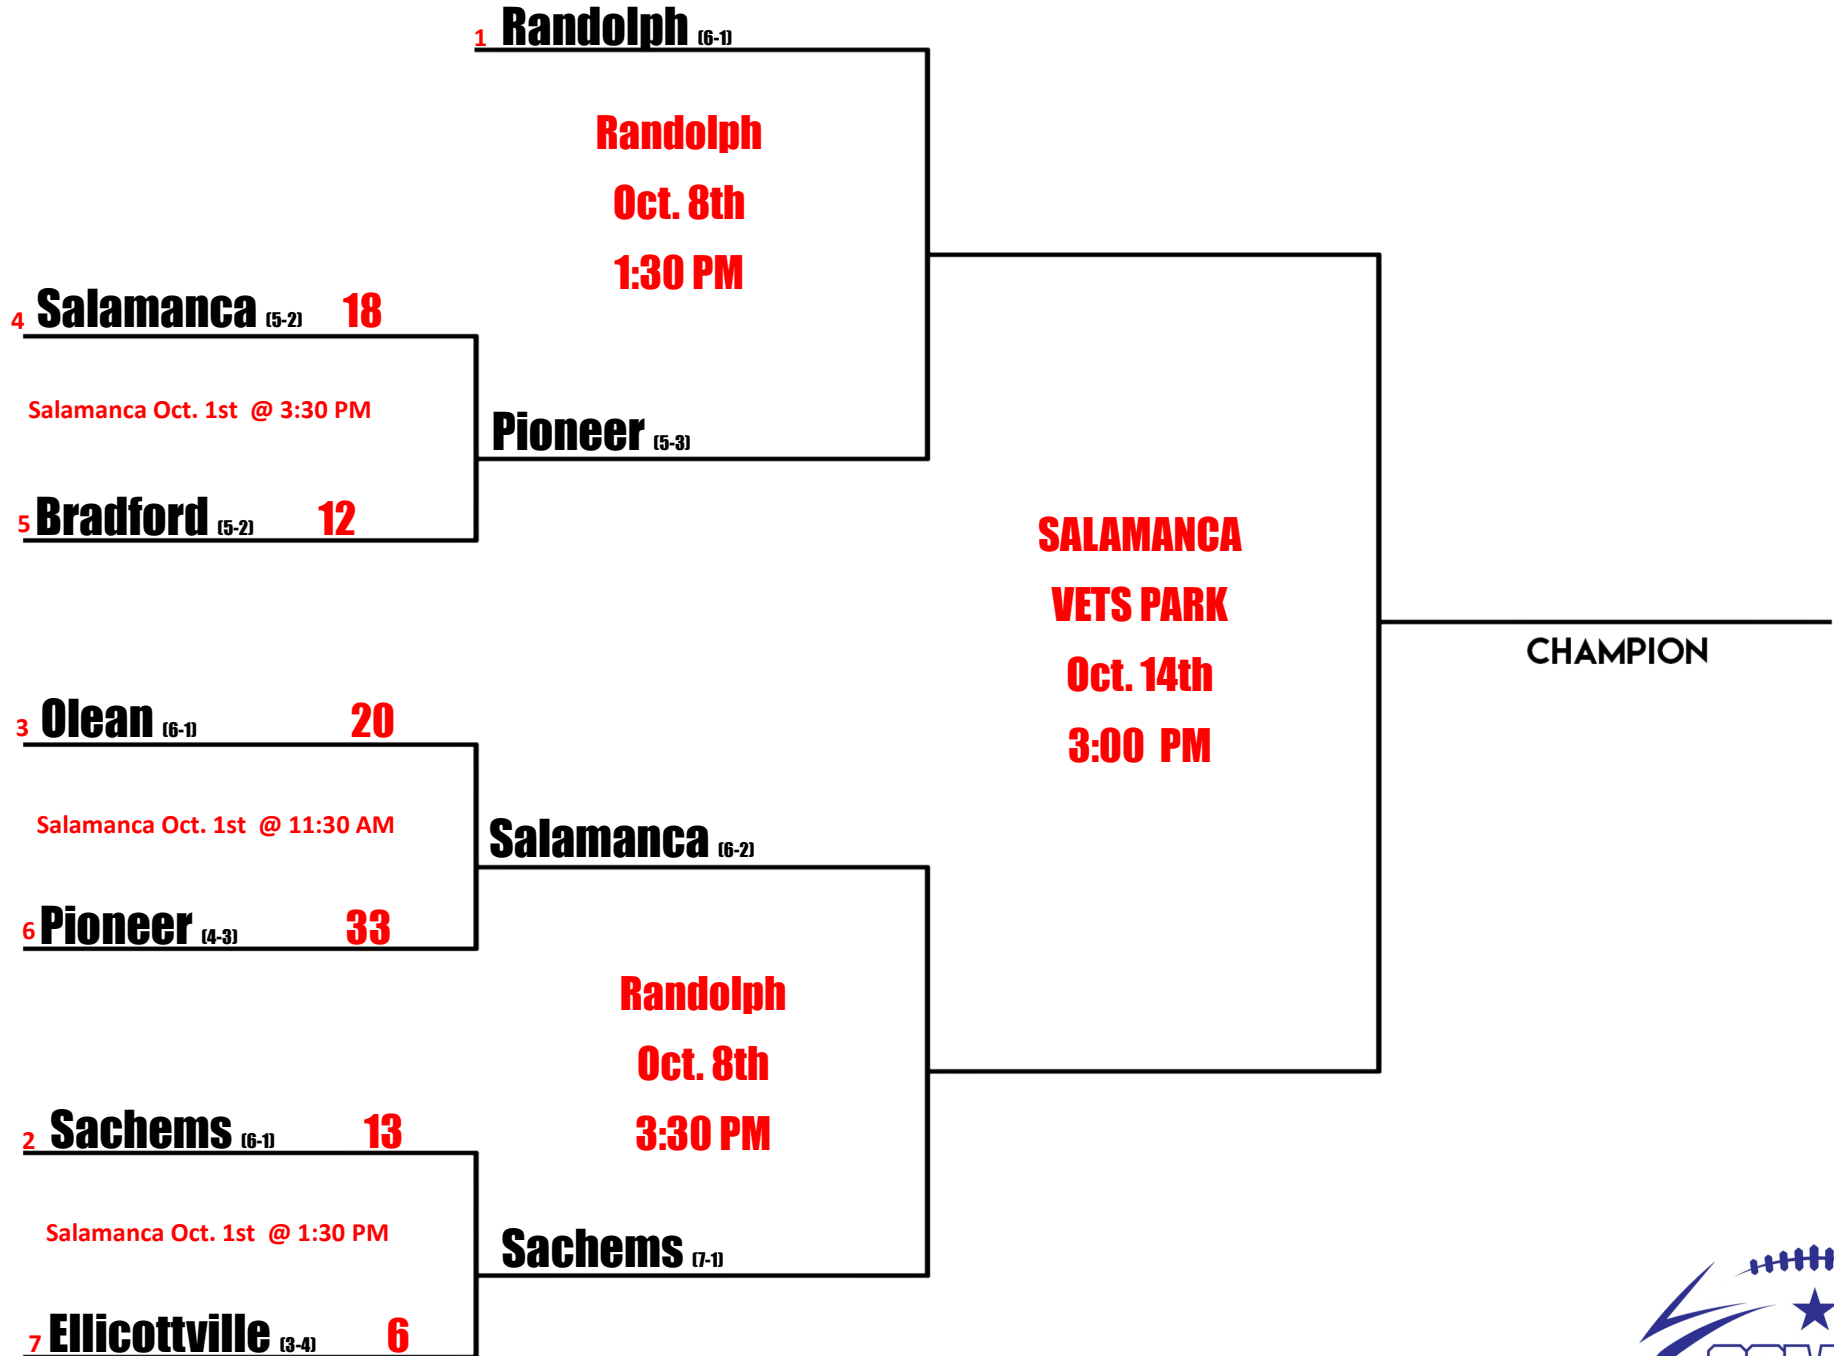 1 Randolph (6-1)
Randolph
Oct. 8th
1:30 PM
4 Salamanca (5-2) 18
Salamanca Oct. 1st @ 3:30 PM
Pioneer (5-3)
5 Bradford (5-2) 12
SALAMANCA
VETS PARK
Oct. 14th
3:00 PM
CHAMPION
3 Olean (6-1) 20
Salamanca Oct. 1st @ 11:30 AM
Salamanca (6-2)
6 Pioneer (4-3) 33
Randolph
Oct. 8th
3:30 PM
2 Sachems (6-1) 13
Salamanca Oct. 1st @ 1:30 PM
Sachems (7-1)
7 Ellicottville (3-4) 6